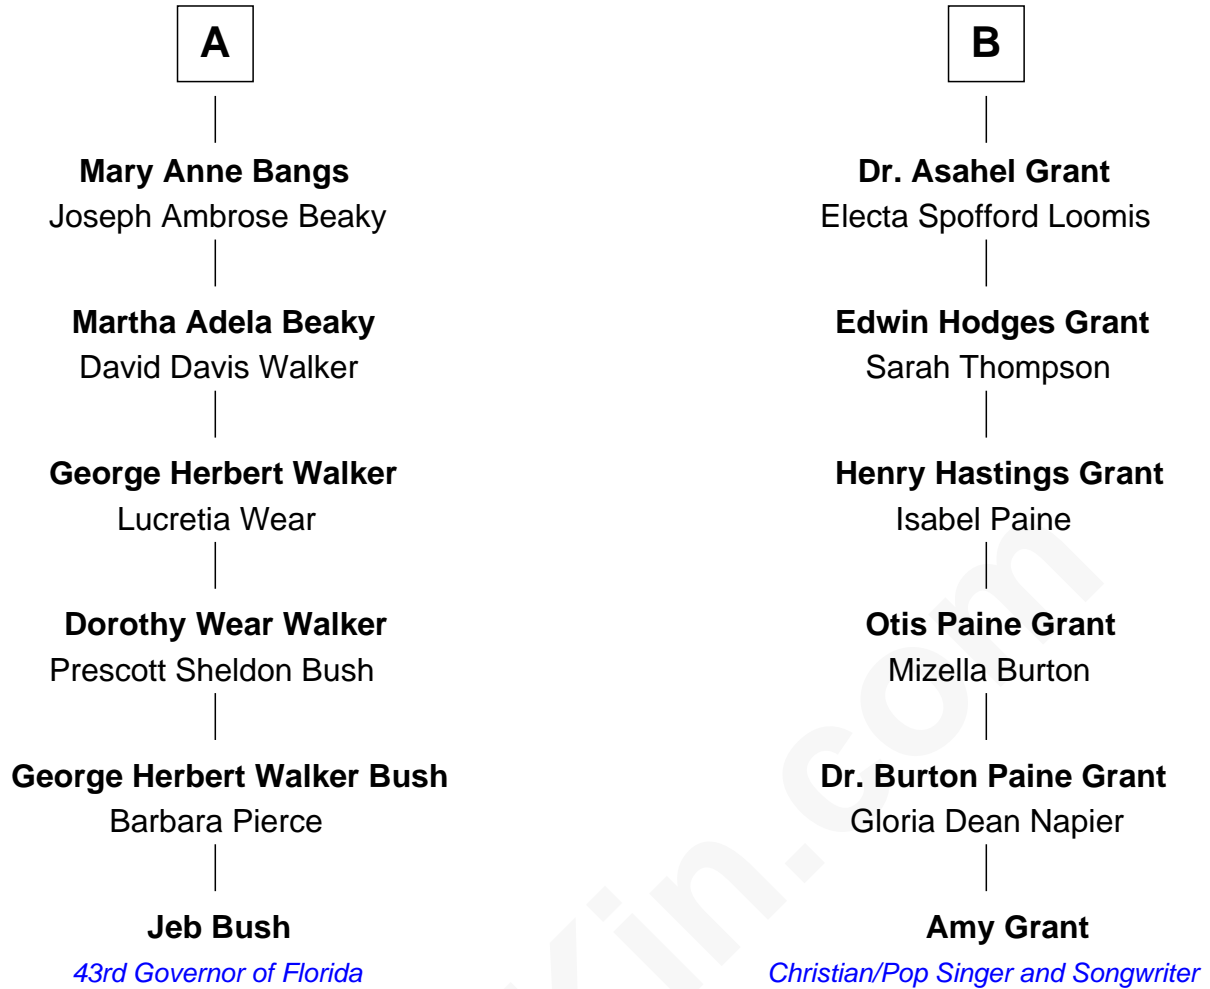 A
Mary Anne Bangs
Joseph Ambrose Beaky
Martha Adela Beaky
David Davis Walker
George Herbert Walker
Lucretia Wear
Dorothy Wear Walker
Prescott Sheldon Bush
George Herbert Walker Bush
Barbara Pierce
Jeb Bush
43rd Governor of Florida
B
Dr. Asahel Grant
Electa Spofford Loomis
Edwin Hodges Grant
Sarah Thompson
Henry Hastings Grant
Isabel Paine
Otis Paine Grant
Mizella Burton
Dr. Burton Paine Grant
Gloria Dean Napier
Amy Grant
Christian/Pop Singer and Songwriter
Kin.com